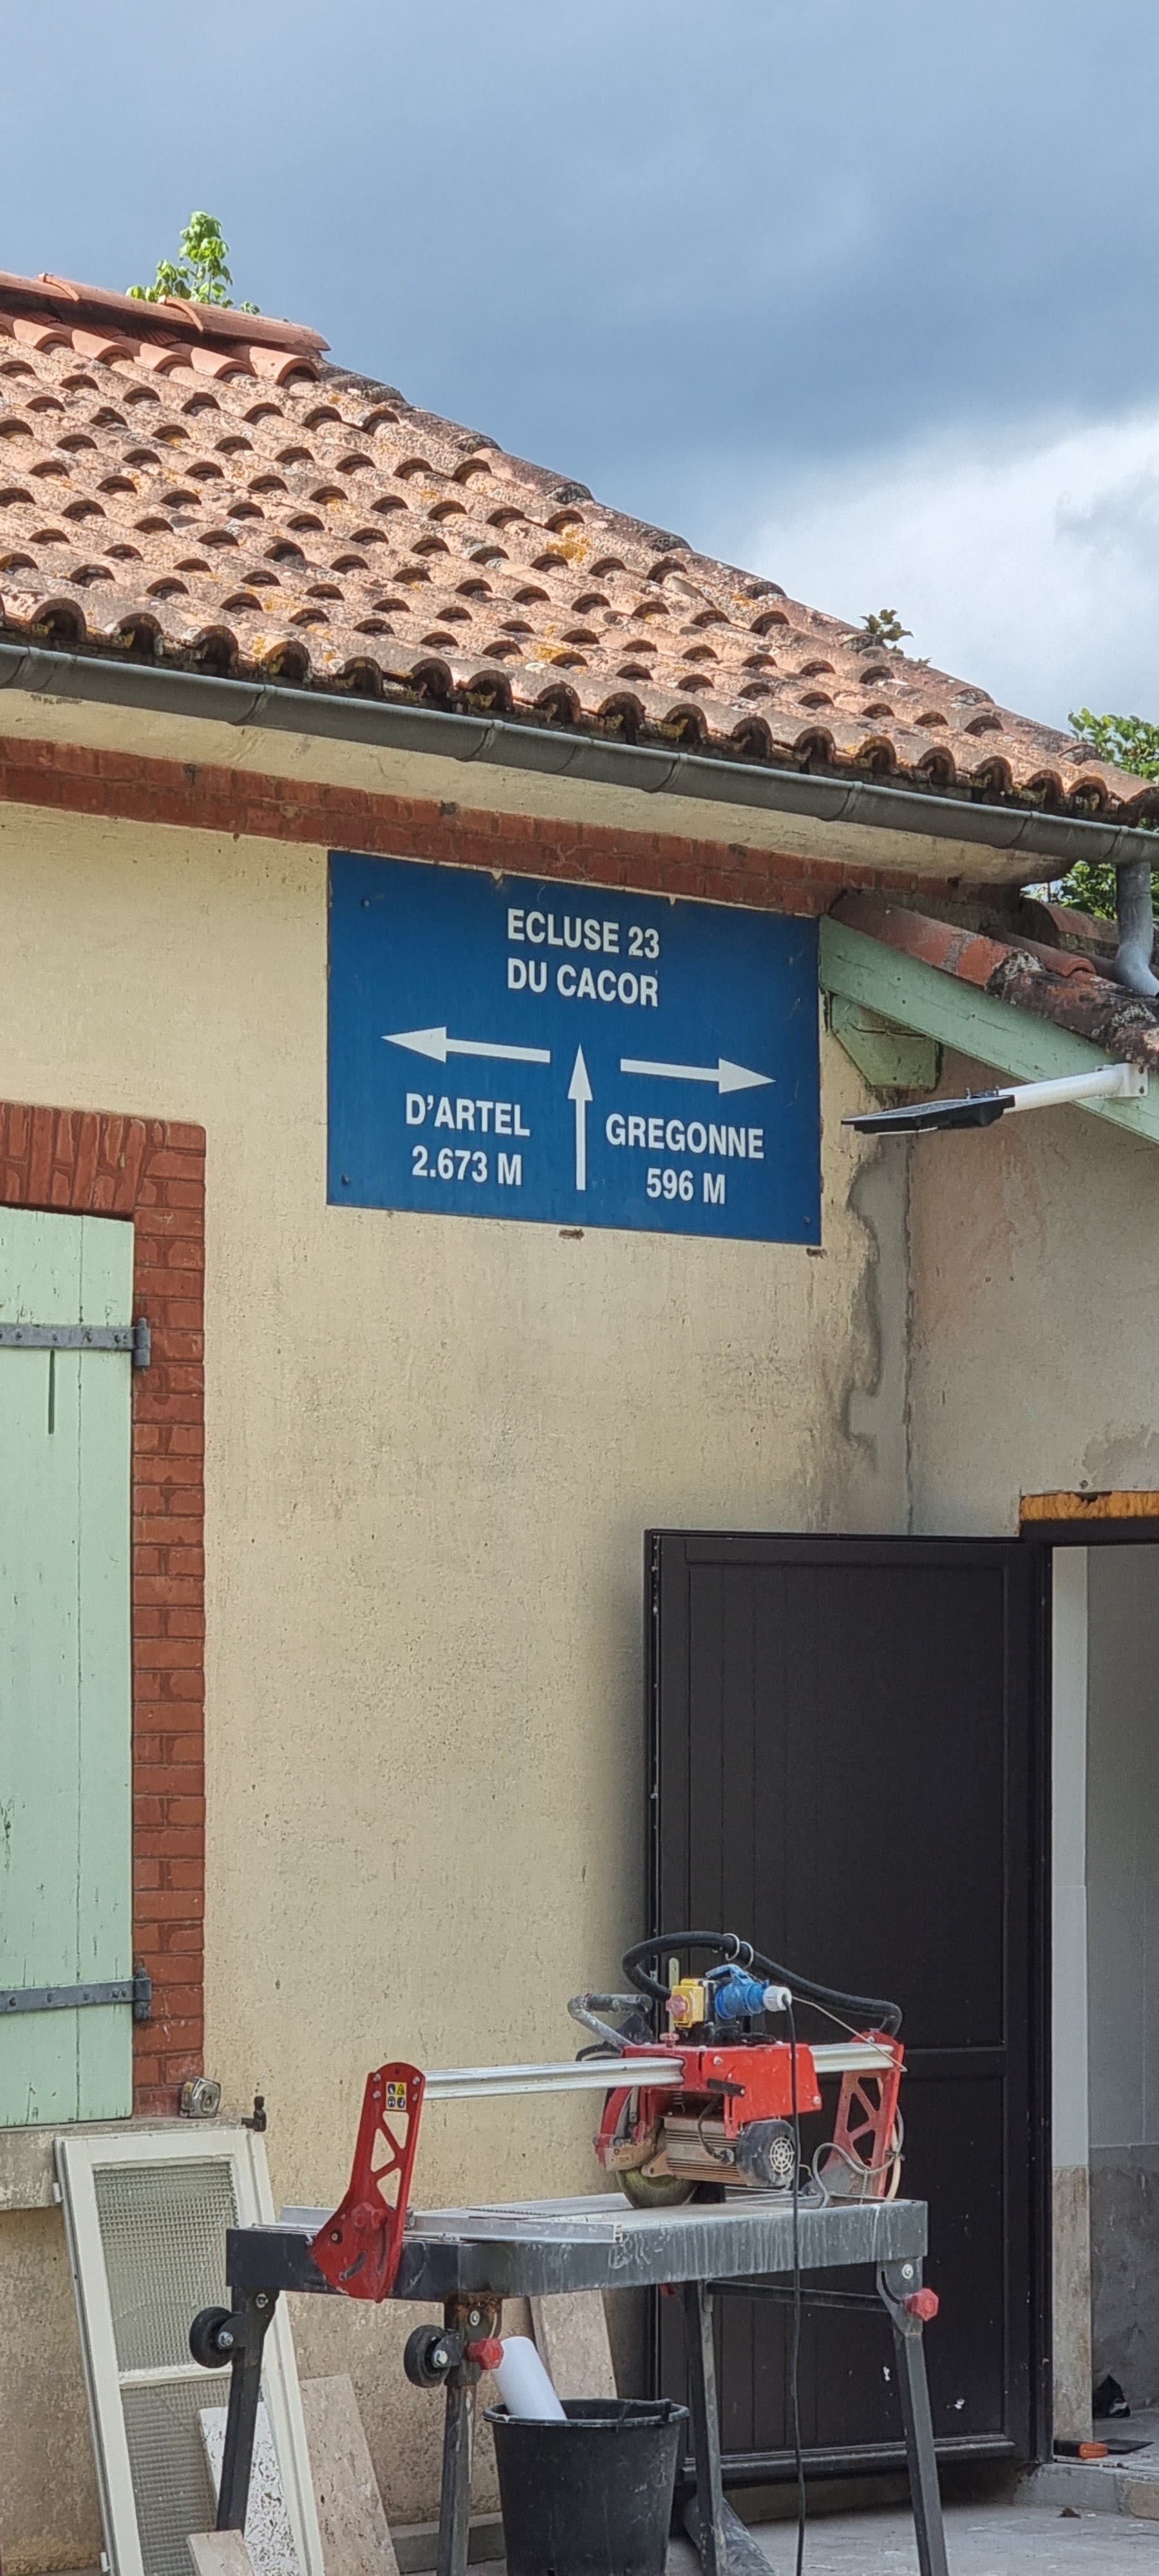 ECLUSE 23
DU CACOR
D'ARTEL
2.673 M
GREGONNE
596 M